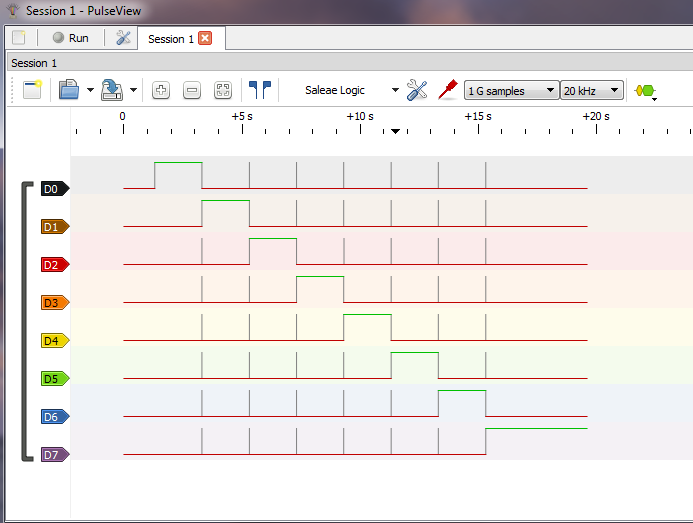 Session 1 - PulseView
Run
Session 1
Session 1
Saleae Logic
1 G samples
20 kHz
0 +5 s +10 s +15 s +20 s
D0
D1
D2
D3
D4
D5
D6
D7